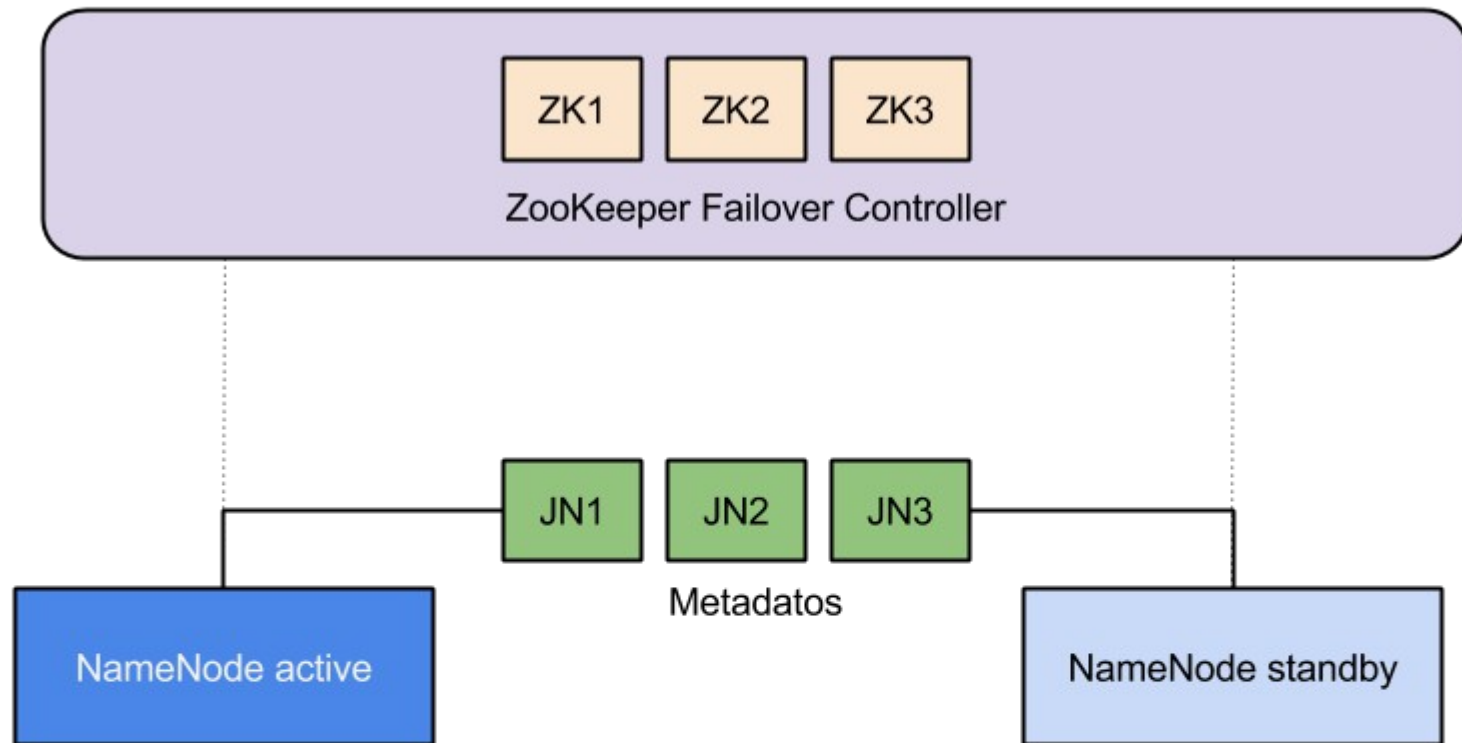 ZK1 ZK2 ZK3
ZooKeeper Failover Controller
JN1 JN2 JN3
Metadatos
NameNode active
NameNode standby